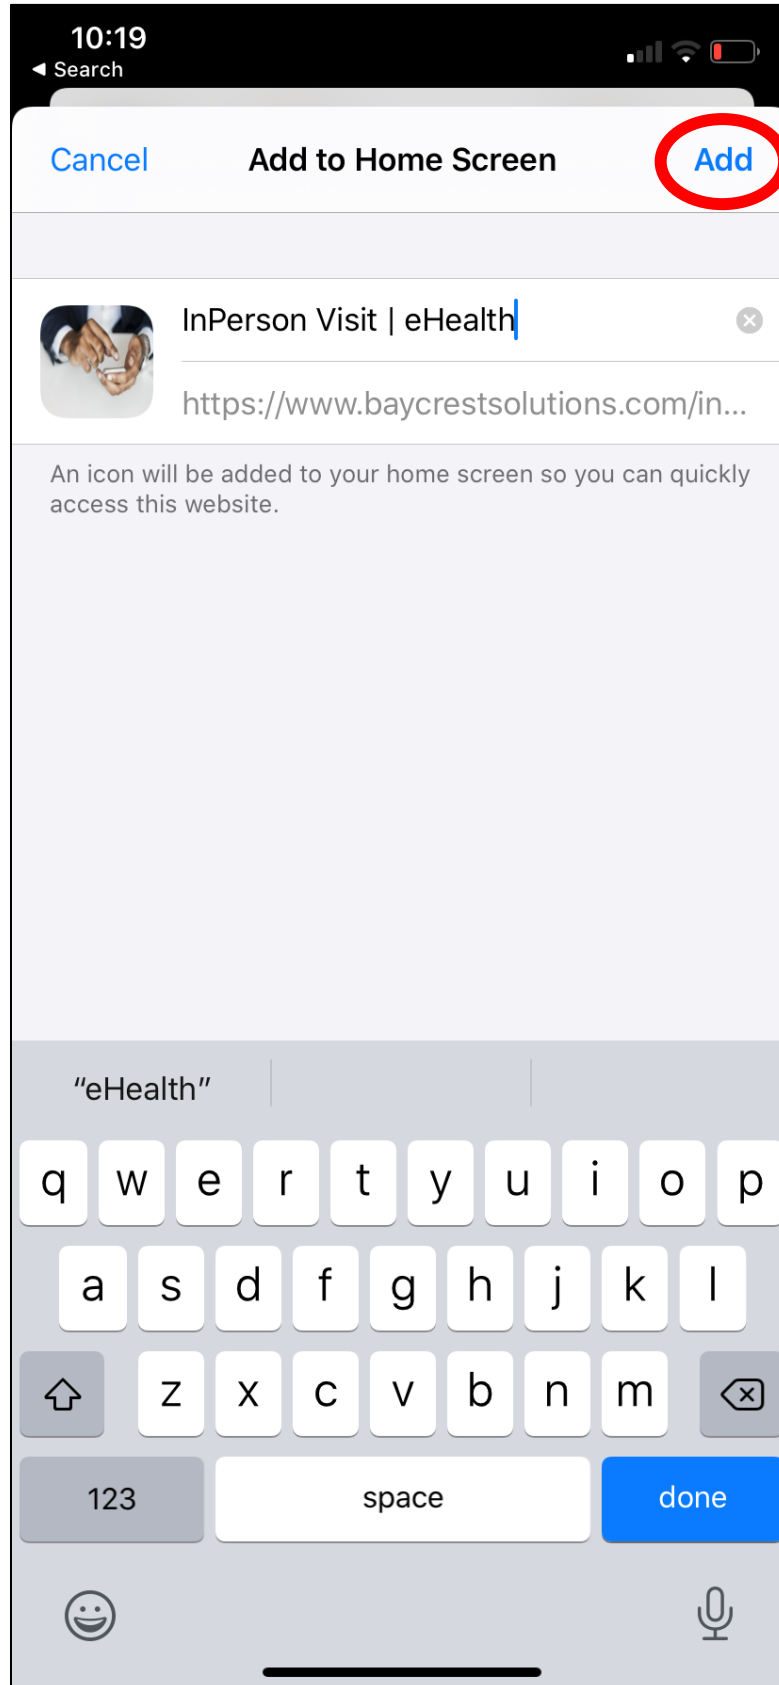 10:19
◀ Search
Cancel Add to Home Screen Add
InPerson Visit | eHealth
https://www.baycrestsolutions.com/in...
An icon will be added to your home screen so you can quickly
access this website.
“eHealth”
q w e r t y u i o p
a s d f g h j k l
z x c v b n m
123 space done